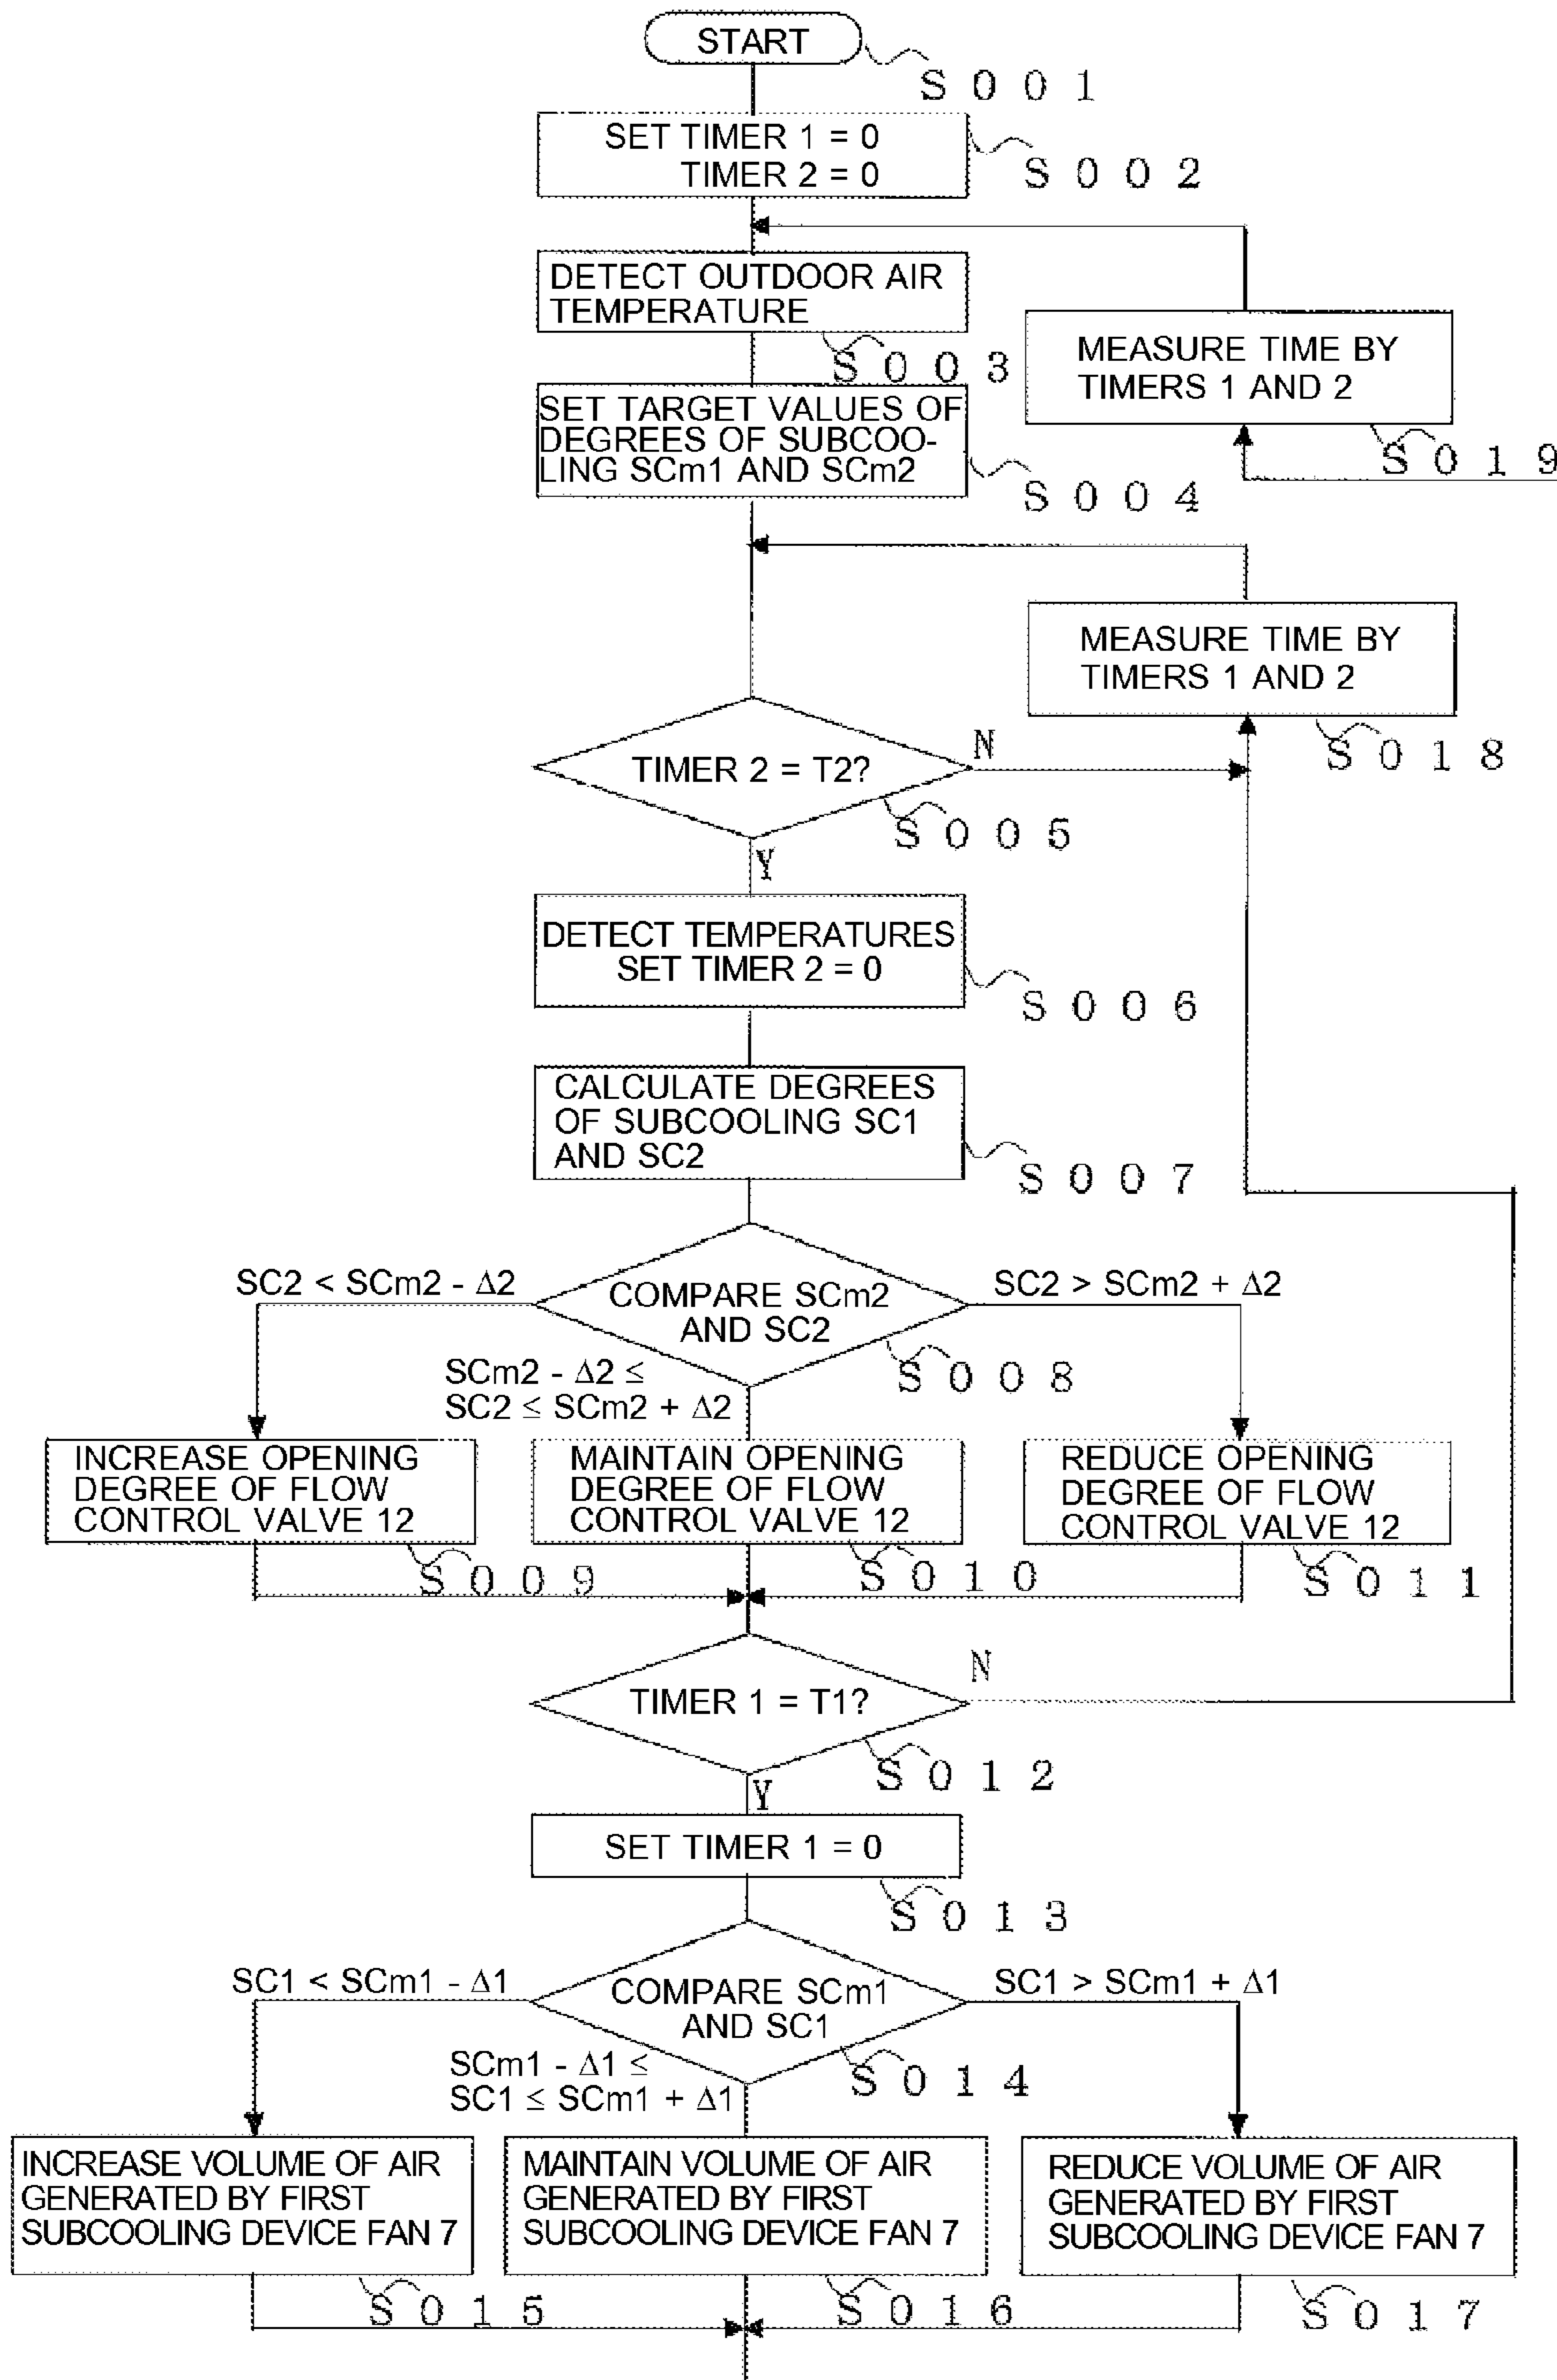 START
S001
SET TIMER 1 = 0
TIMER 2 = 0
S002
DETECT OUTDOOR AIR
TEMPERATURE
S003
MEASURE TIME BY
TIMERS 1 AND 2
S019
SET TARGET VALUES OF
DEGREES OF SUBCOO-
LING SCm1 AND SCm2
S004
MEASURE TIME BY
TIMERS 1 AND 2
S018
TIMER 2 = T2?
N
S005
Y
DETECT TEMPERATURES
SET TIMER 2 = 0
S006
CALCULATE DEGREES
OF SUBCOOLING SC1
AND SC2
S007
SC2 < SCm2 - Δ2
COMPARE SCm2
AND SC2
SC2 > SCm2 + Δ2
S008
SCm2 - Δ2 ≤
SC2 ≤ SCm2 + Δ2
INCREASE OPENING
DEGREE OF FLOW
CONTROL VALVE 12
S009
MAINTAIN OPENING
DEGREE OF FLOW
CONTROL VALVE 12
S010
REDUCE OPENING
DEGREE OF FLOW
CONTROL VALVE 12
S011
TIMER 1 = T1?
N
S012
Y
SET TIMER 1 = 0
S013
SC1 < SCm1 - Δ1
COMPARE SCm1
AND SC1
SC1 > SCm1 + Δ1
S014
SCm1 - Δ1 ≤
SC1 ≤ SCm1 + Δ1
INCREASE VOLUME OF AIR
GENERATED BY FIRST
SUBCOOLING DEVICE FAN 7
S015
MAINTAIN VOLUME OF AIR
GENERATED BY FIRST
SUBCOOLING DEVICE FAN 7
S016
REDUCE VOLUME OF AIR
GENERATED BY FIRST
SUBCOOLING DEVICE FAN 7
S017